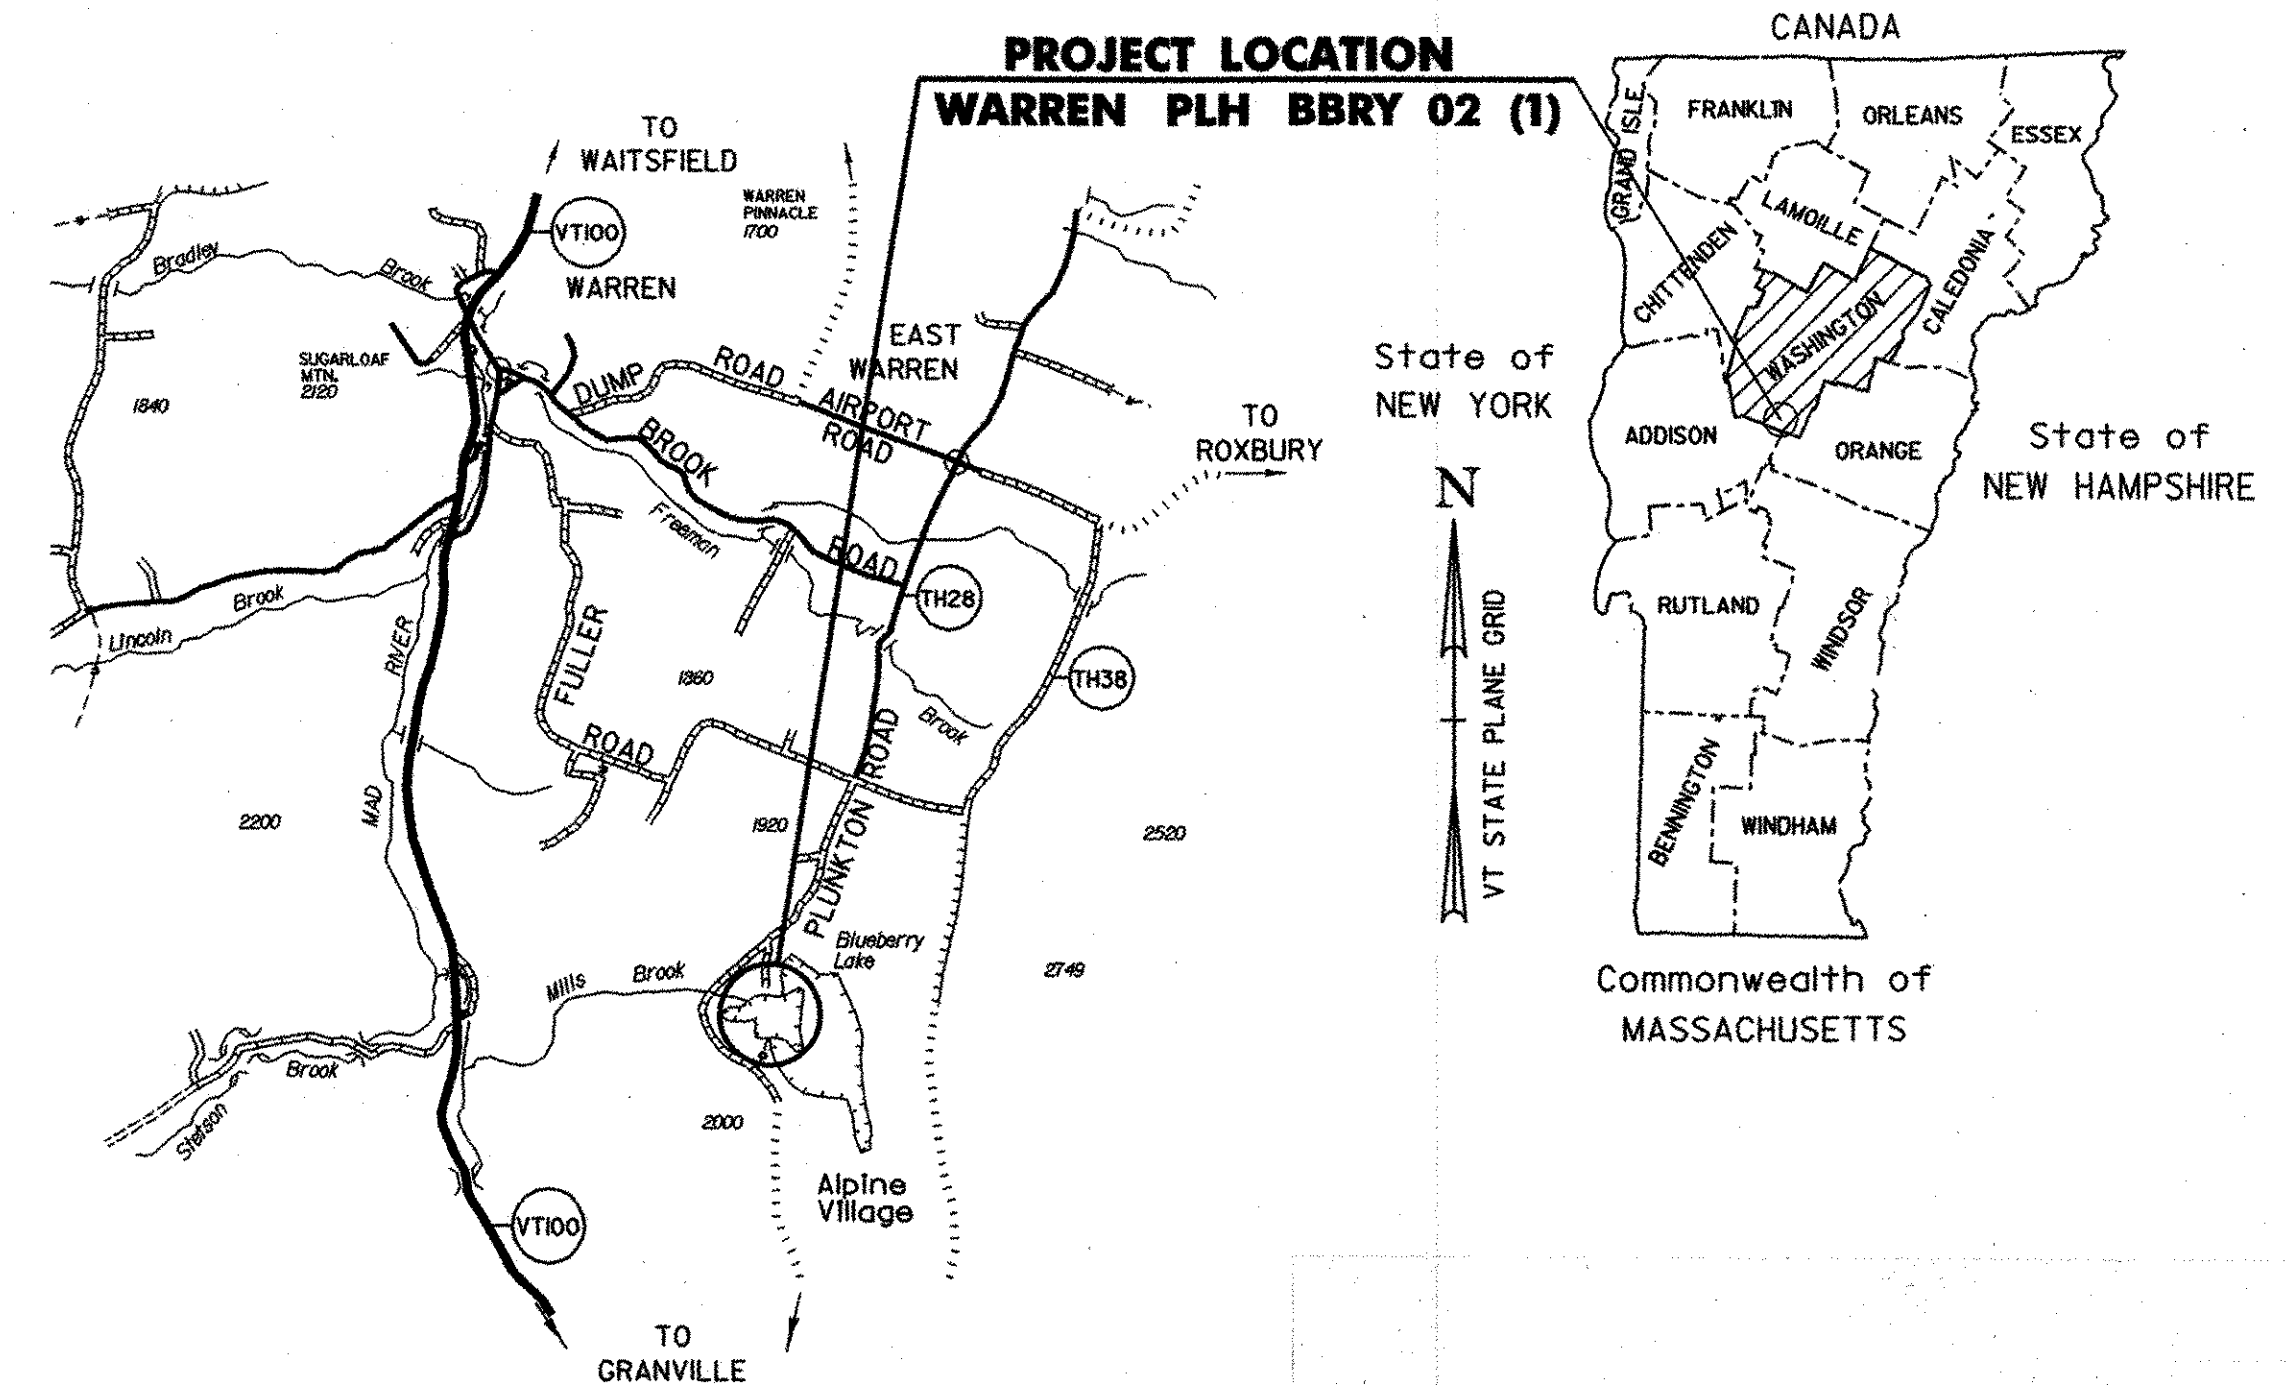 PROJECT LOCATION
WARREN PLH BBRY 02 (1)
TO
WAITSFIELD
VT100
WARREN
WARREN
PINNACLE
1700
Bradley
Brook
SUGARLOAF
MTN.
2120
1840
DUMP
ROAD
AIRPORT
ROAD
EAST
WARREN
TO
ROXBURY
BROOK
ROAD
Freeman
Brook
TH28
TH38
Lincoln
Brook
MAD
RIVER
FULLER
ROAD
1860
PLUNKTON
ROAD
2200
1920
2520
2749
2000
Mills
Brook
Blueberry
Lake
Stetson
Brook
VT100
Alpine
Village
TO
GRANVILLE
N
VT STATE PLANE GRID
CANADA
GRAND ISLE
FRANKLIN
ORLEANS
ESSEX
LAMOILLE
CHITTENDEN
CALEDONIA
WASHINGTON
ADDISON
ORANGE
RUTLAND
WINDSOR
BENNINGTON
WINDHAM
State of
NEW YORK
State of
NEW HAMPSHIRE
Commonwealth of
MASSACHUSETTS